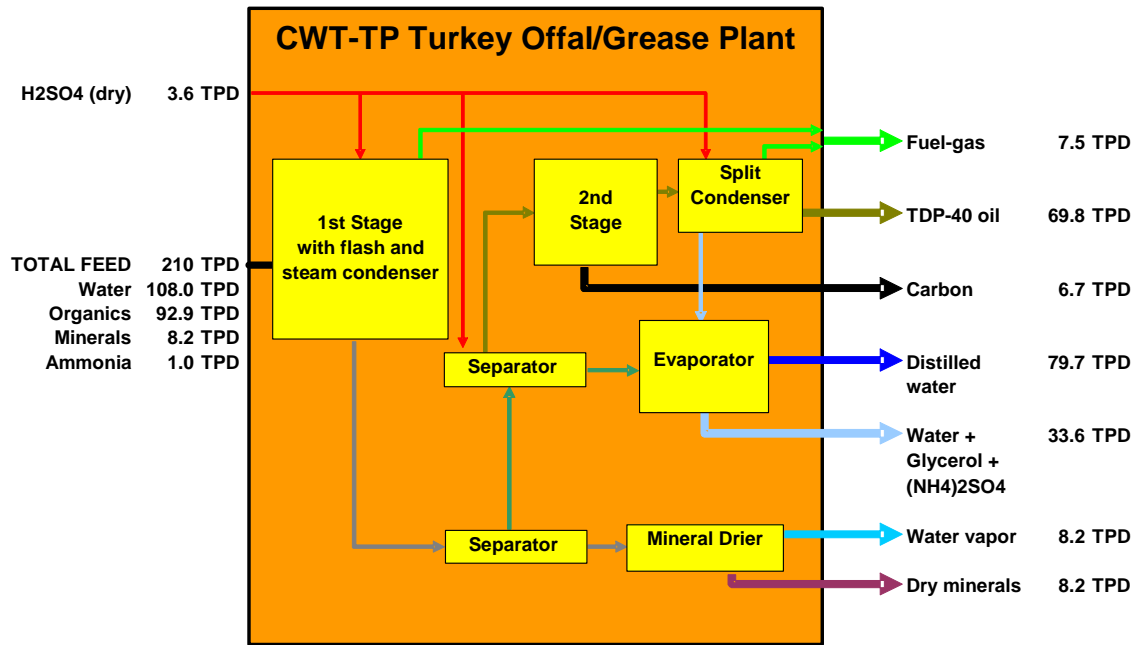 CWT-TP Turkey Offal/Grease Plant
H2SO4 (dry) 3.6 TPD
TOTAL FEED 210 TPD
Water 108.0 TPD
Organics 92.9 TPD
Minerals 8.2 TPD
Ammonia 1.0 TPD
1st Stage
with flash and
steam condenser
2nd
Stage
Split
Condenser
Separator
Evaporator
Separator
Mineral Drier
Fuel-gas 7.5 TPD
TDP-40 oil 69.8 TPD
Carbon 6.7 TPD
Distilled 79.7 TPD
water
Water + 33.6 TPD
Glycerol +
(NH4)2SO4
Water vapor 8.2 TPD
Dry minerals 8.2 TPD